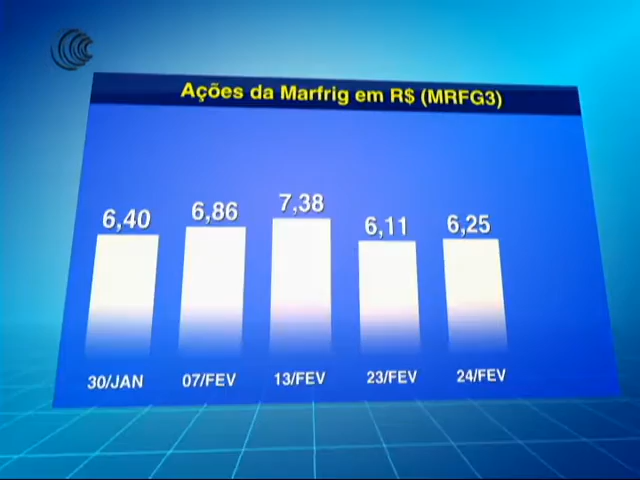 Ações da Marfrig em R$ (MRFG3)
6,40
6,86
7,38
6,11
6,25
30/JAN
07/FEV
13/FEV
23/FEV
24/FEV